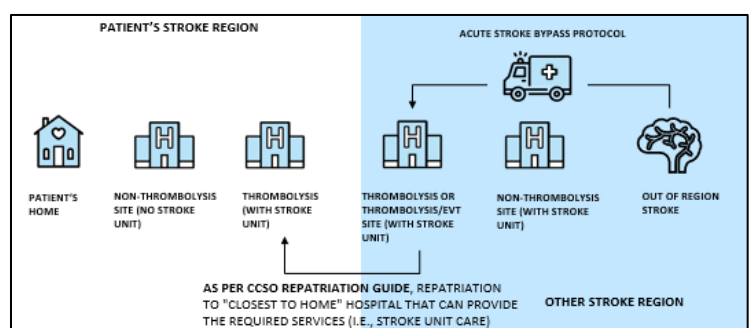 PATIENT'S STROKE REGION
ACUTE STROKE BYPASS PROTOCOL
H
H
H
H
PATIENT'S
HOME
NON-THROMBOLYSIS
SITE (NO STROKE
UNIT)
THROMBOLYSIS
(WITH STROKE
UNIT)
THROMBOLYSIS OR
THROMBOLYSIS/EVT
SITE (WITH STROKE
UNIT)
NON-THROMBOLYSIS
SITE (WITH STROKE
UNIT)
OUT OF REGION
STROKE
AS PER CCSO REPATRIATION GUIDE, REPATRIATION
TO "CLOSEST TO HOME" HOSPITAL THAT CAN PROVIDE
THE REQUIRED SERVICES (I.E., STROKE UNIT CARE)
OTHER STROKE REGION